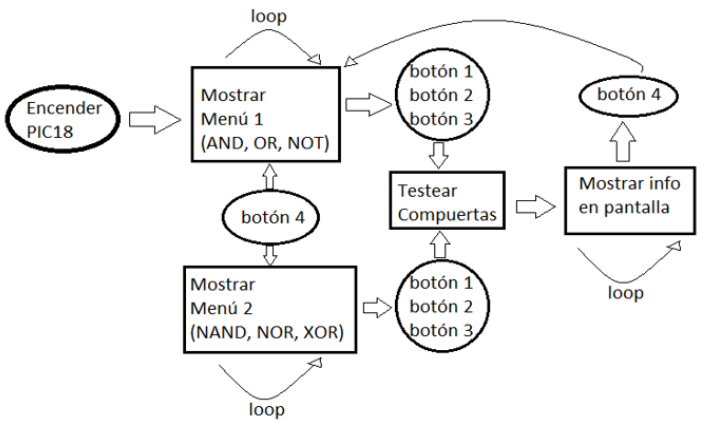 loop
Encender
PIC18
Mostrar
Menú 1
(AND, OR, NOT)
botón 1
botón 2
botón 3
botón 4
botón 4
Testear
Compuertas
Mostrar info
en pantalla
Mostrar
Menú 2
(NAND, NOR, XOR)
botón 1
botón 2
botón 3
loop
loop